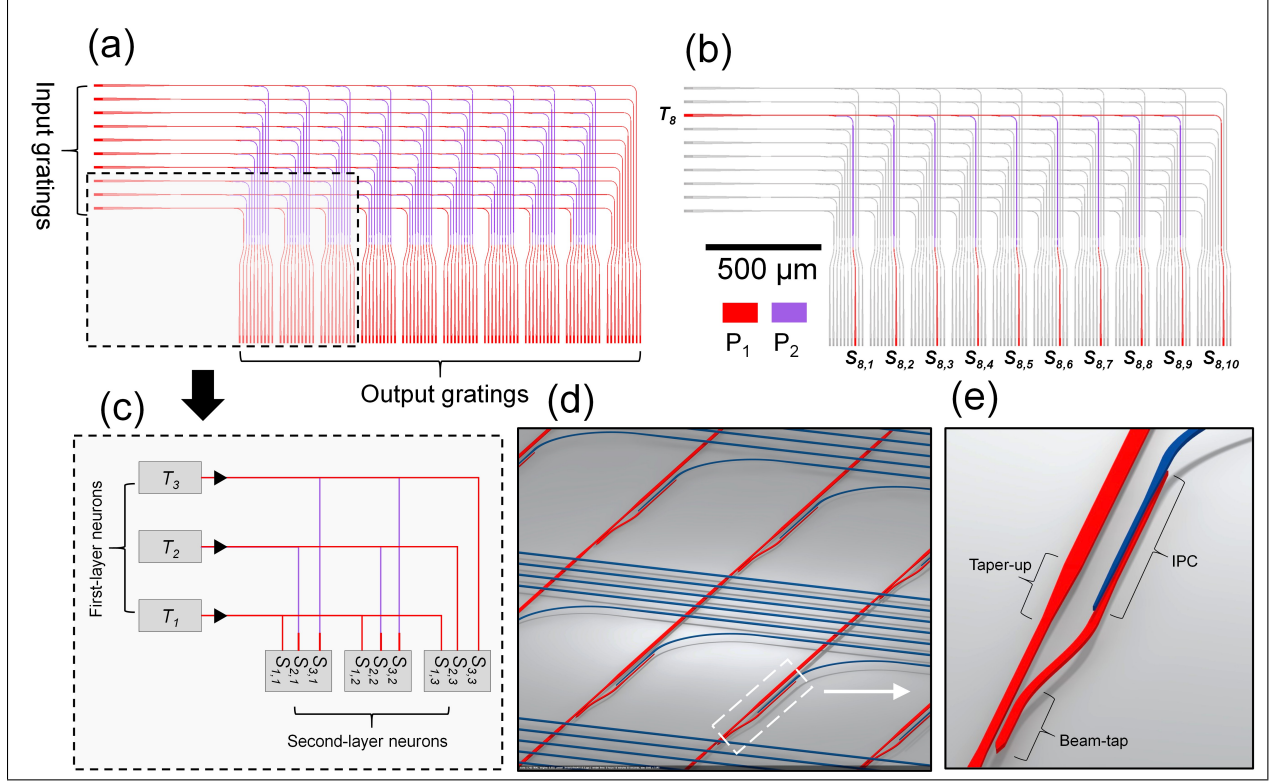 (a)
Input gratings
Output gratings
(b)
T8
500 µm
P1 P2
S8,1 S8,2 S8,3 S8,4 S8,5 S8,6 S8,7 S8,8 S8,9 S8,10
(c)
First-layer neurons
T3
T2
T1
S1,1 S2,1 S3,1 S1,2 S2,2 S3,2 S1,3 S2,3 S3,3
Second-layer neurons
(d)
(e)
Taper-up
IPC
Beam-tap